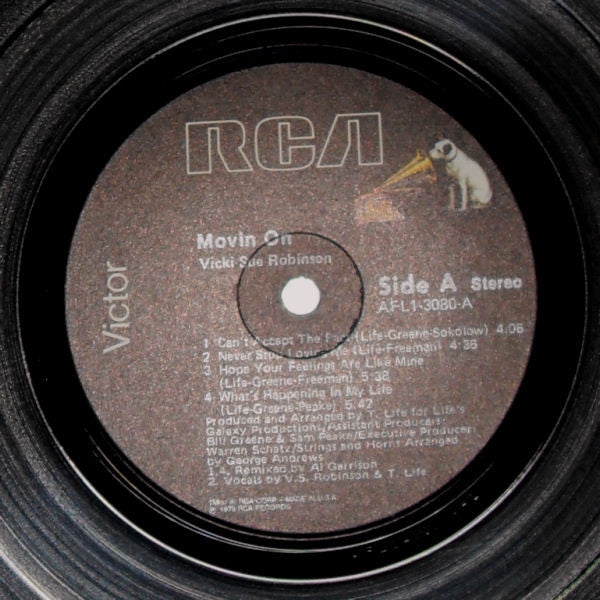 RCA
Victor
Movin On
Vicki Sue Robinson
Side A Stereo
AFL1-3080-A
1 Can't Accept The (Life-Greene-Sokolow) 4:06
2 Never Stop Lovin Me (Life-Freeman) 4:36
3 Hope Your Feelings Are Like Mine
(Life-Greene-Freeman) 5:38
4 What's Happening In My Life
(Life-Greene-Peake) 5:42
Produced and Arranged by T. Life for Life's
Galaxy Productions/Assistant Producers:
Bill Greene & Sam Peake/Executive Producer:
Warren Schatz/Strings and Horns Arranged
by George Andrews
1,4. Remixed by Al Garrison
2. Vocals by V.S. Robinson & T. Life
RCA CORP - MADE IN U.S.A.
℗ 1979 RCA RECORDS